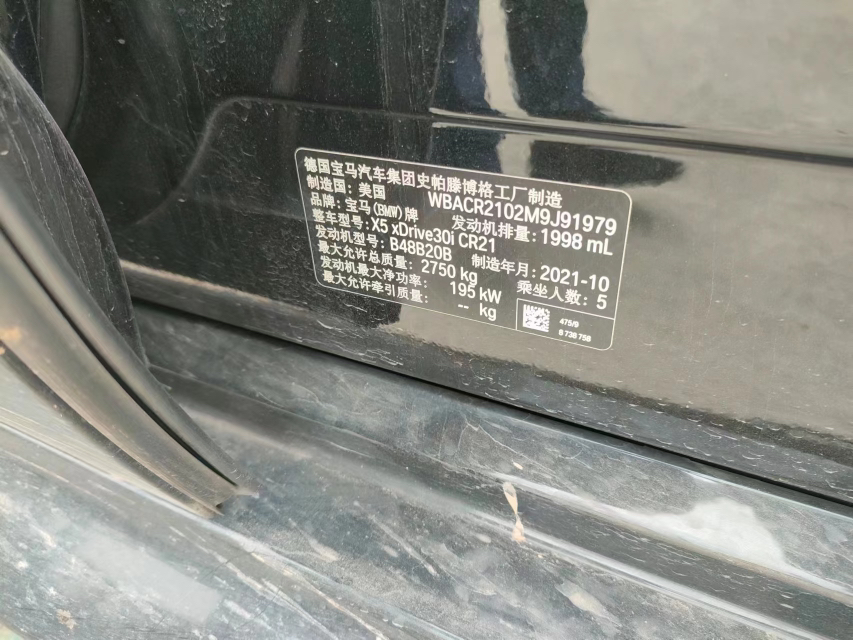 德国宝马汽车集团史帕滕博格工厂制造
制造国：美国 WBACR2102M9J91979
品牌：宝马(BMW)牌 发动机排量：1998 mL
整车型号：X5 xDrive30i CR21
发动机型号：B48B20B 制造年月：2021-10
最大允许总质量：2750 kg 乘坐人数：5
发动机最大净功率：195 kW
最大允许牵引质量：-- kg
475/9
8 738 758